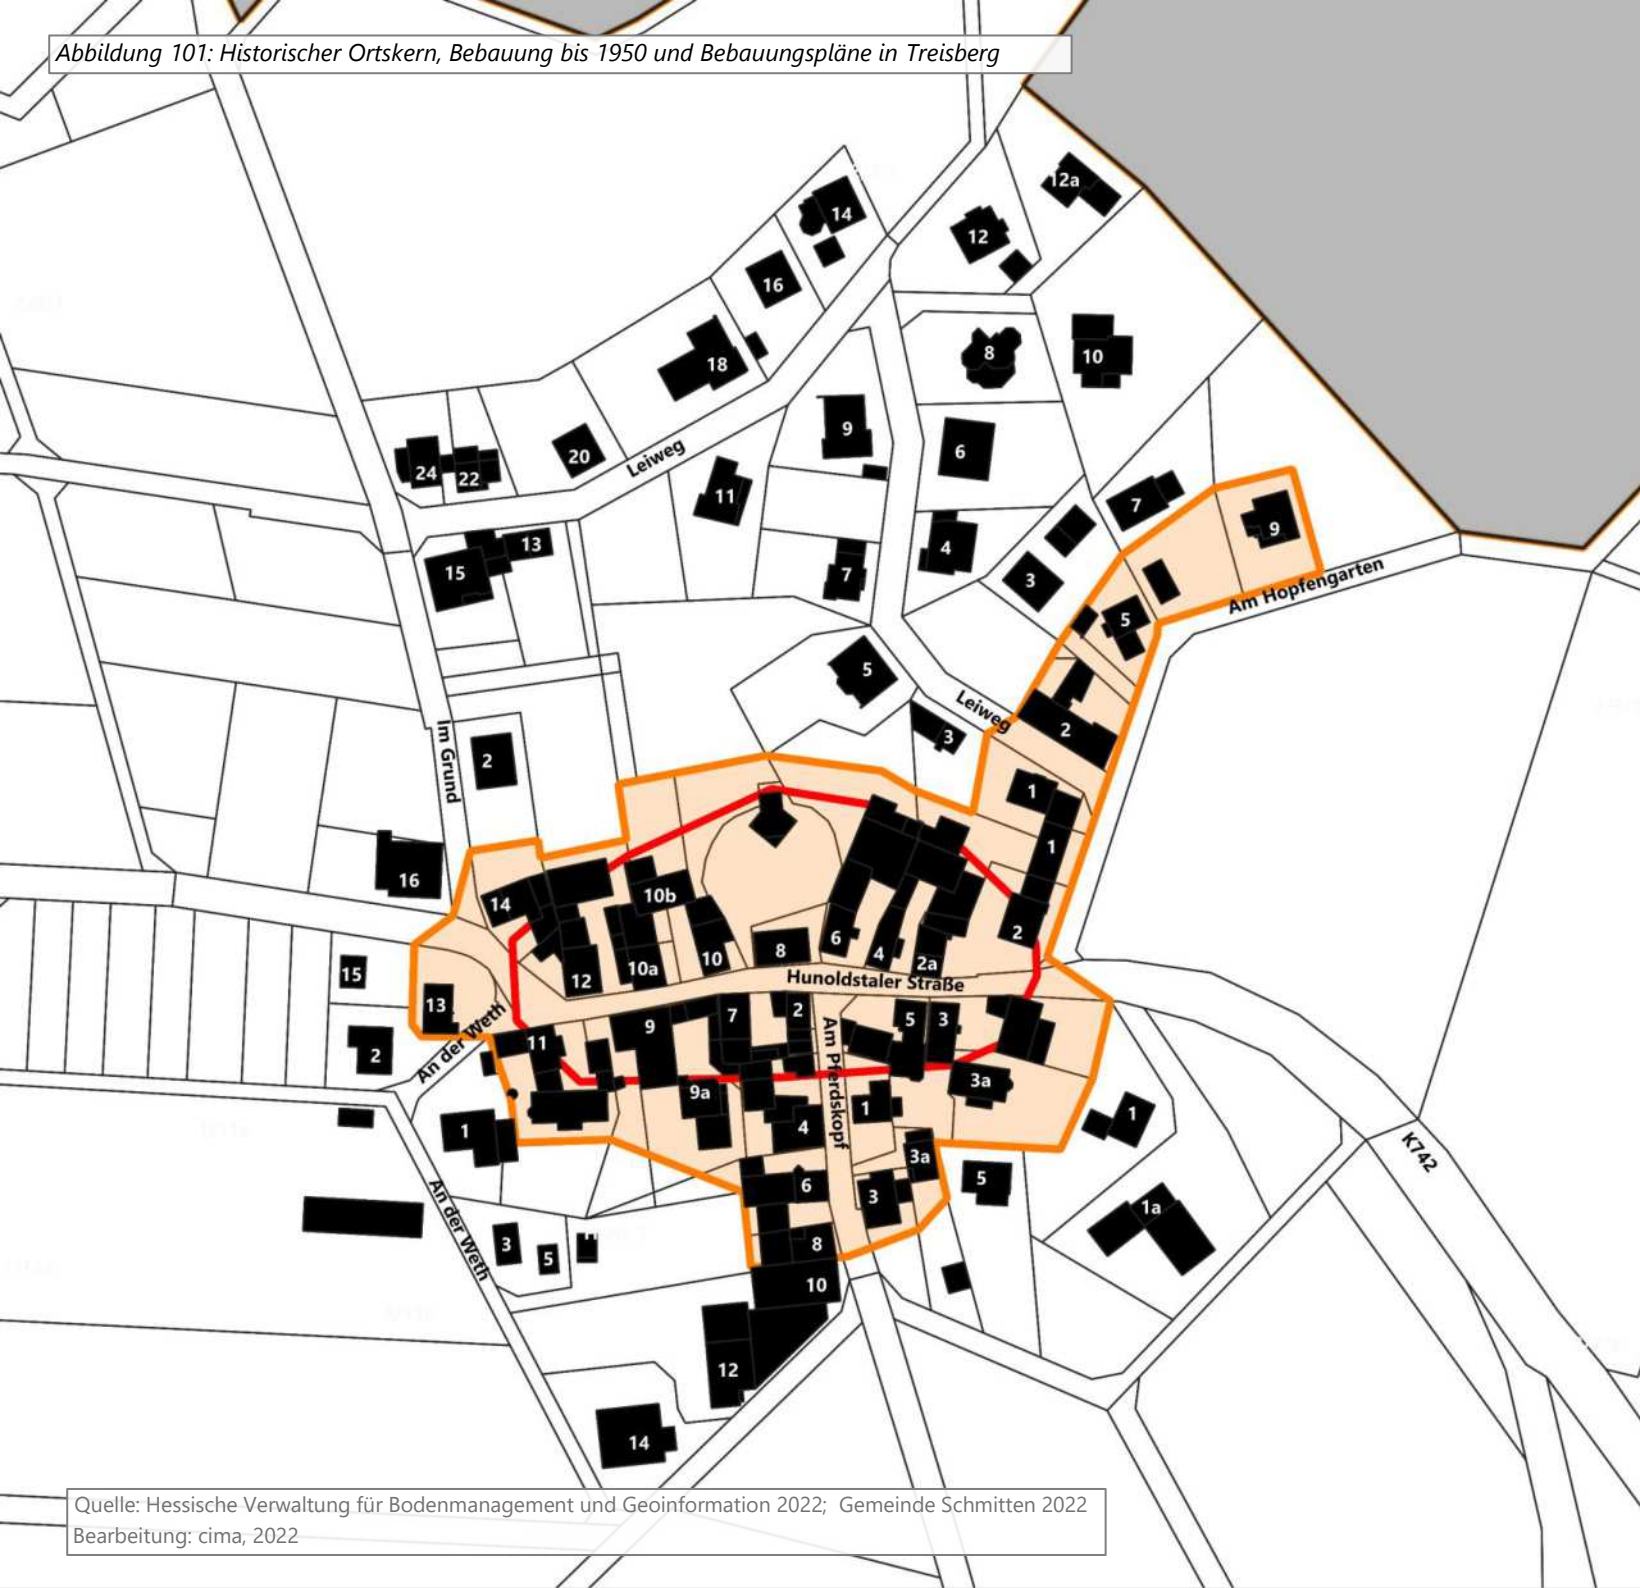 Abbildung 101: Historischer Ortskern, Bebauung bis 1950 und Bebauungspläne in Treisberg
12a
14
12
16
8
10
18
9
6
20
24
22
11
7
9
4
13
15
7
3
Am Hopfengarten
Leiweg
5
5
Leiweg
2
3
Im Grund
2
1
1
16
14
10b
2
6
4
2a
8
10
10a
12
15
Hunoldstaler Straße
13
An der Weth
11
9
7
2
Am Pferdskopf
5
3
2
9a
1
3a
1
1
4
3a
5
K742
6
3
An der Weth
1a
3
5
8
10
12
14
Quelle: Hessische Verwaltung für Bodenmanagement und Geoinformation 2022; Gemeinde Schmitten 2022
Bearbeitung: cima, 2022